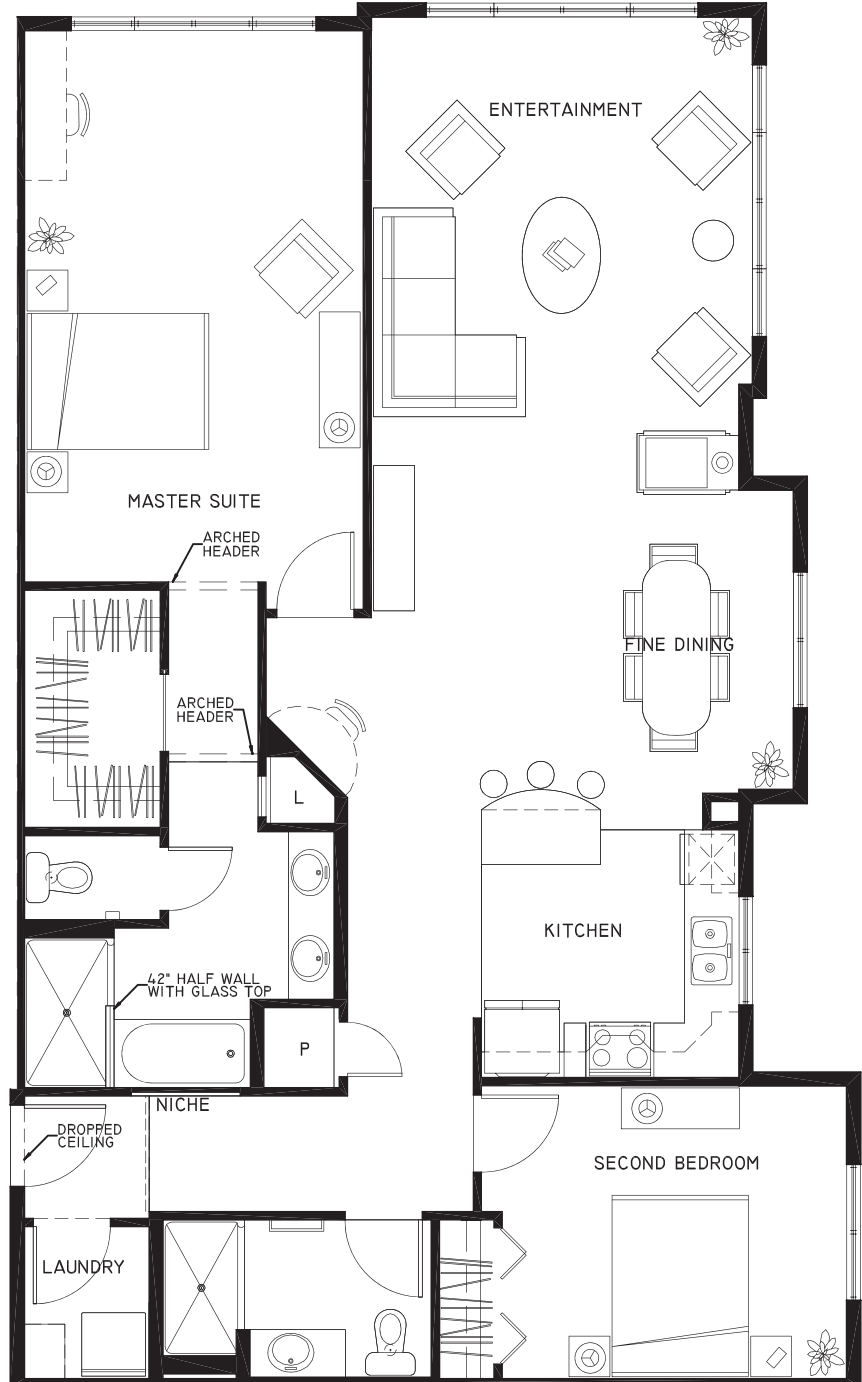 ENTERTAINMENT
MASTER SUITE
ARCHED
HEADER
FINE DINING
ARCHED
HEADER
L
KITCHEN
42" HALF WALL
WITH GLASS TOP
P
NICHE
DROPPED
CEILING
SECOND BEDROOM
LAUNDRY